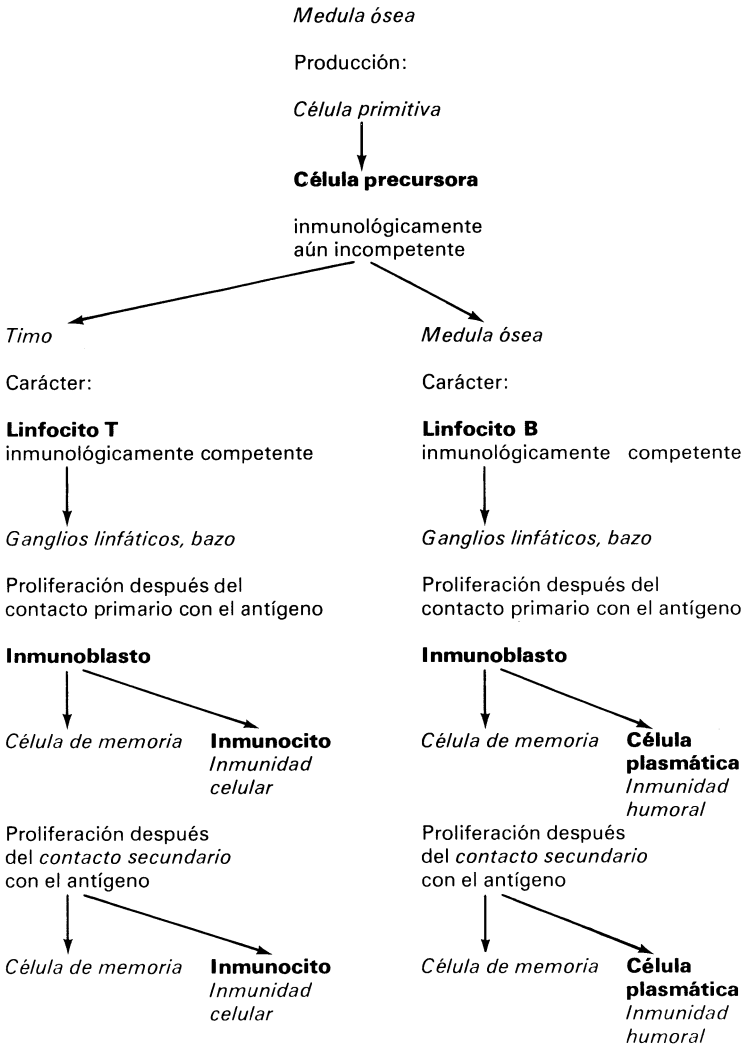 Medula ósea
Producción:
Célula primitiva
Célula precursora
inmunológicamente
aún incompetente
Timo
Carácter:
Linfocito T
inmunológicamente competente
Ganglios linfáticos, bazo
Proliferación después del
contacto primario con el antígeno
Inmunoblasto
Célula de memoria
Inmunocito
Inmunidad
celular
Proliferación después
del contacto secundario
con el antígeno
Célula de memoria
Inmunocito
Inmunidad
celular
Medula ósea
Carácter:
Linfocito B
inmunológicamente competente
Ganglios linfáticos, bazo
Proliferación después del
contacto primario con el antígeno
Inmunoblasto
Célula de memoria
Célula
plasmática
Inmunidad
humoral
Proliferación después
del contacto secundario
con el antígeno
Célula de memoria
Célula
plasmática
Inmunidad
humoral